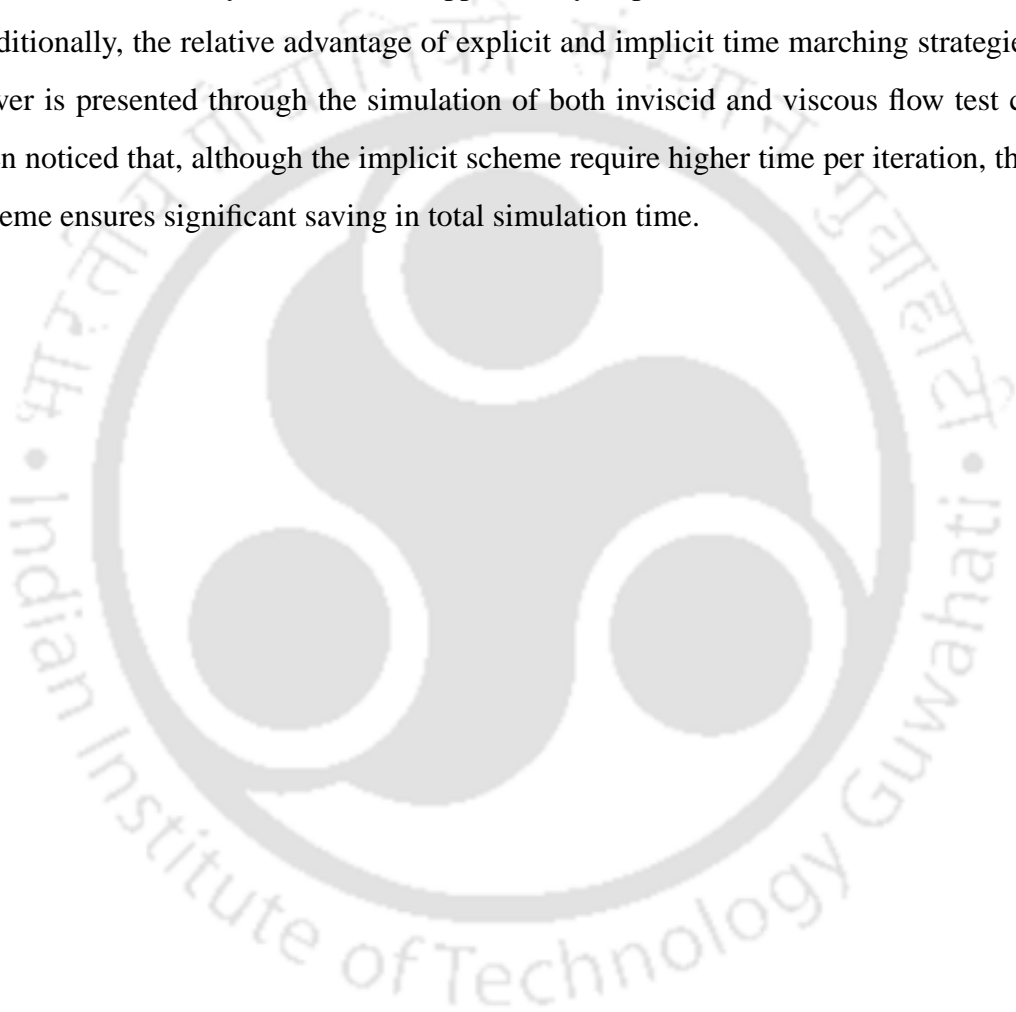 ditionally, the relative advantage of explicit and implicit time marching strategie
ver is presented through the simulation of both inviscid and viscous flow test c
n noticed that, although the implicit scheme require higher time per iteration, th
eme ensures significant saving in total simulation time.
भारतीय प्रौद्योगिकी संस्थान गुवाहाटी
• Indian Institute of Technology Guwahati •